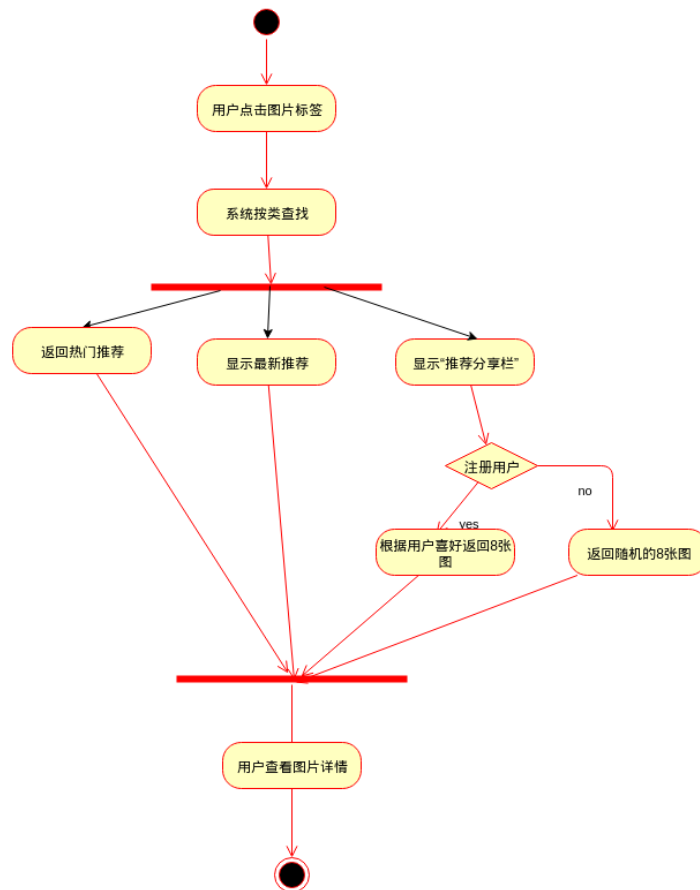 用户点击图片标签
系统按类查找
返回热门推荐
显示最新推荐
显示“推荐分享栏”
注册用户
no
yes
根据用户喜好返回8张
图
返回随机的8张图
用户查看图片详情